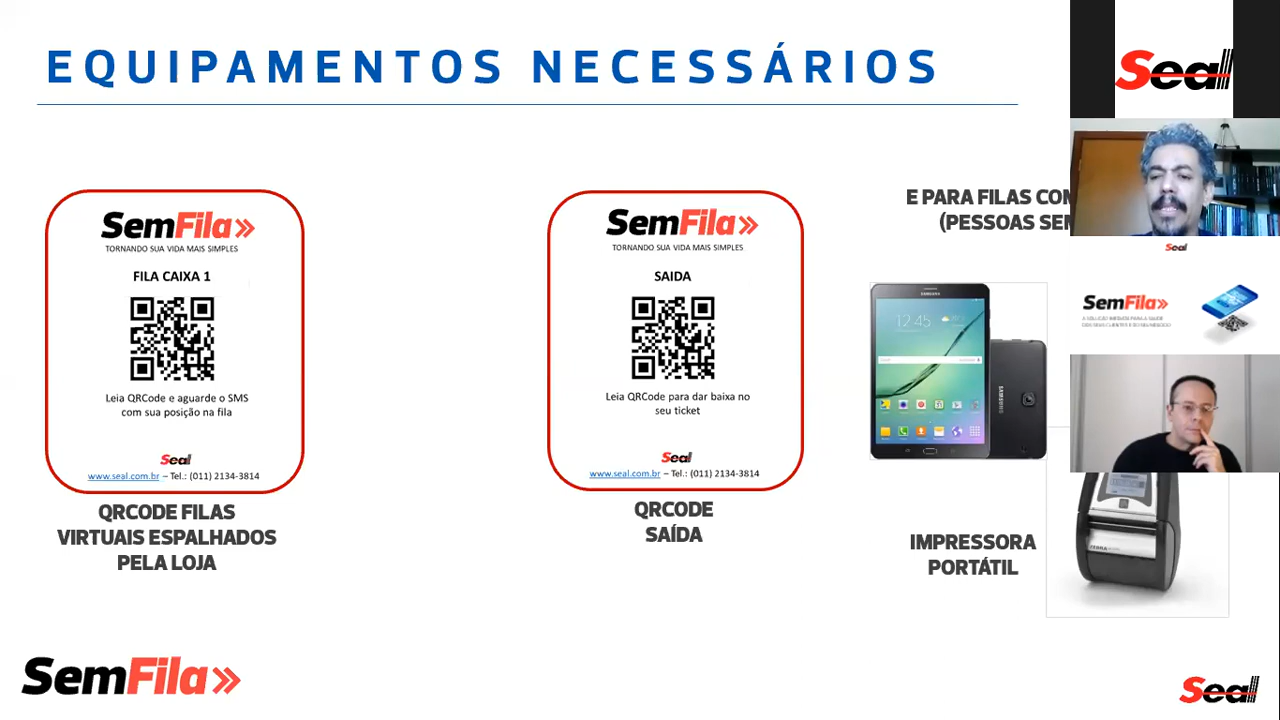 EQUIPAMENTOS NECESSÁRIOS
SemFila
TORNANDO SUA VIDA MAIS SIMPLES
FILA CAIXA 1
Leia QRCode e aguarde o SMS
com sua posição na fila
Seal
www.seal.com.br – Tel.: (011) 2134-3814
QRCODE FILAS
VIRTUAIS ESPALHADOS
PELA LOJA
SemFila
TORNANDO SUA VIDA MAIS SIMPLES
SAIDA
Leia QRCode para dar baixa no
seu ticket
Seal
www.seal.com.br – Tel.: (011) 2134-3814
QRCODE
SAÍDA
E PARA FILAS
(PESSOAS
SAMSUNG
12:45
SAMSUNG
IMPRESSORA
PORTÁTIL
ZEBRA
Seal
Seal
SemFila
SemFila
Seal